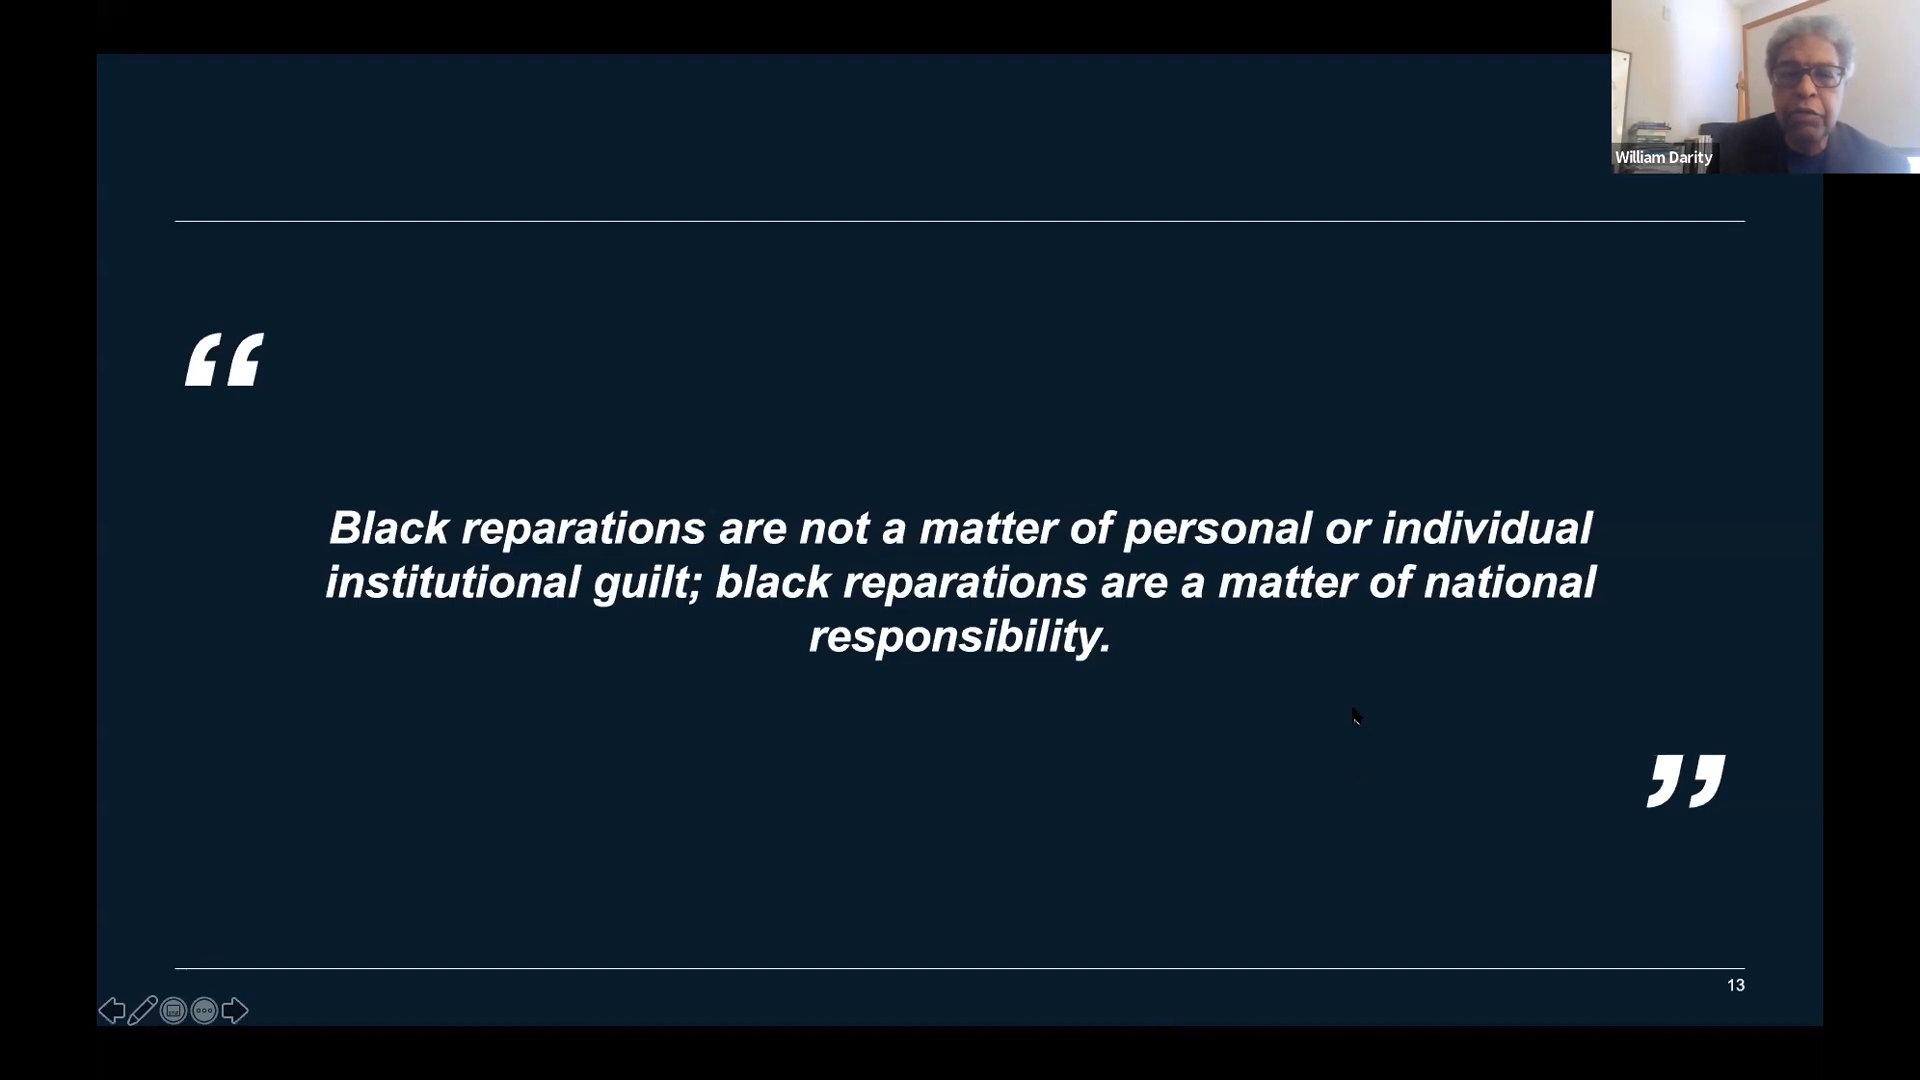 William Darity
“
Black reparations are not a matter of personal or individual
institutional guilt; black reparations are a matter of national
responsibility.
”
13